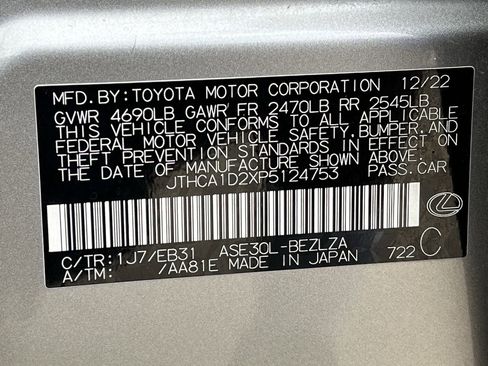 MFD.BY:TOYOTA MOTOR CORPORATION 12/22
GVWR 4690LB GAWR FR 2470LB RR 2545LB
THIS VEHICLE CONFORMS TO ALL APPLICABLE
FEDERAL MOTOR VEHICLE SAFETY,BUMPER,AND
THEFT PREVENTION STANDARDS IN EFFECT ON
THE DATE OF MANUFACTURE SHOWN ABOVE.
JTHCA1D2XP5124753 PASS.CAR
C/TR: 1J7/EB31 ASE30L-BEZLZA
A/TM: /AA81E MADE IN JAPAN 722 C